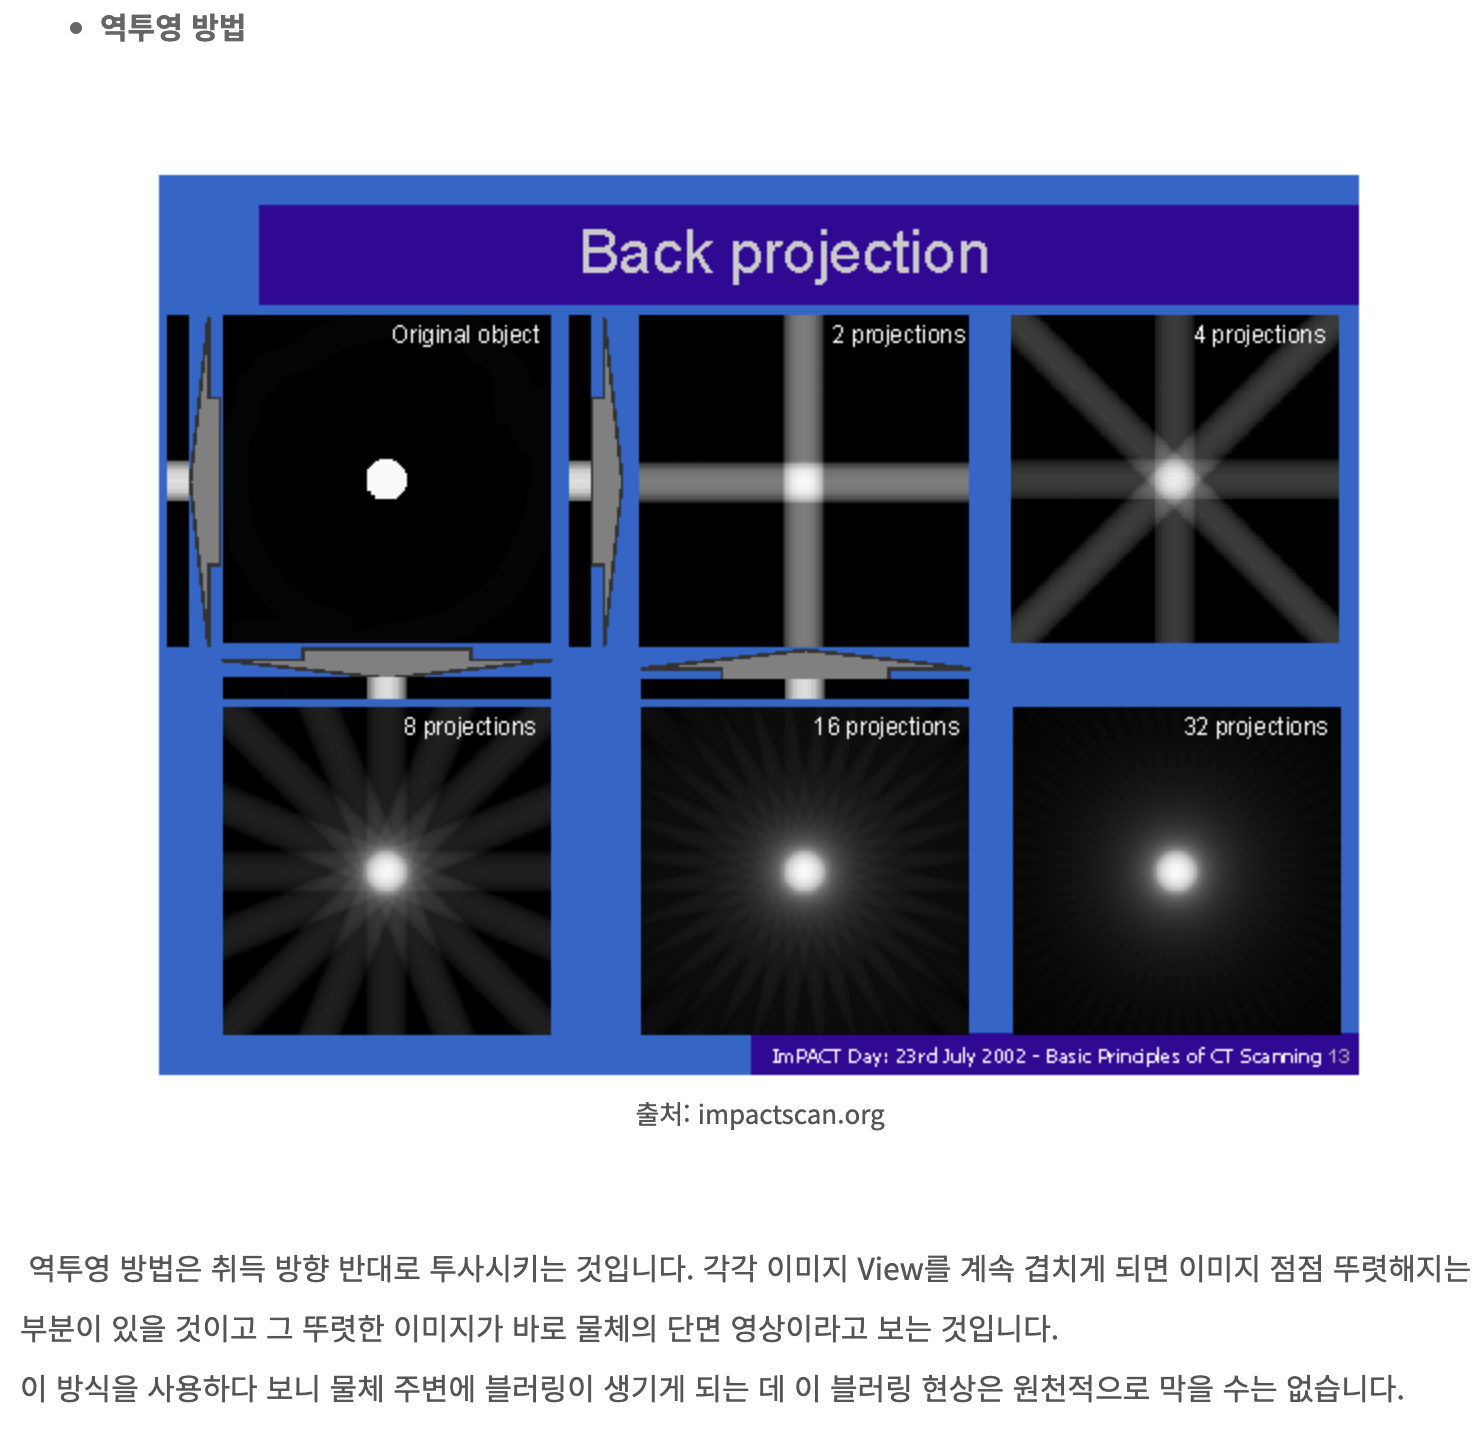 역투영 방법
Back projection
Original object
2 projections
4 projections
8 projections
16 projections
32 projections
ImPACT Day: 23rd July 2002 - Basic Principles of CT Scanning 13
출처: impactscan.org
역투영 방법은 취득 방향 반대로 투사시키는 것입니다. 각각 이미지 View를 계속 겹치게 되면 이미지 점점 뚜렷해지는
부분이 있을 것이고 그 뚜렷한 이미지가 바로 물체의 단면 영상이라고 보는 것입니다.
이 방식을 사용하다 보니 물체 주변에 블러링이 생기게 되는 데 이 블러링 현상은 원천적으로 막을 수는 없습니다.